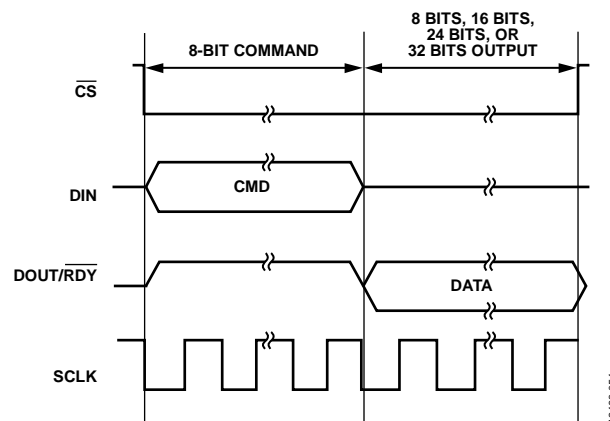 8-BIT COMMAND
8 BITS, 16 BITS,
24 BITS, OR
32 BITS OUTPUT
CS
DIN
CMD
DOUT/RDY
DATA
SCLK